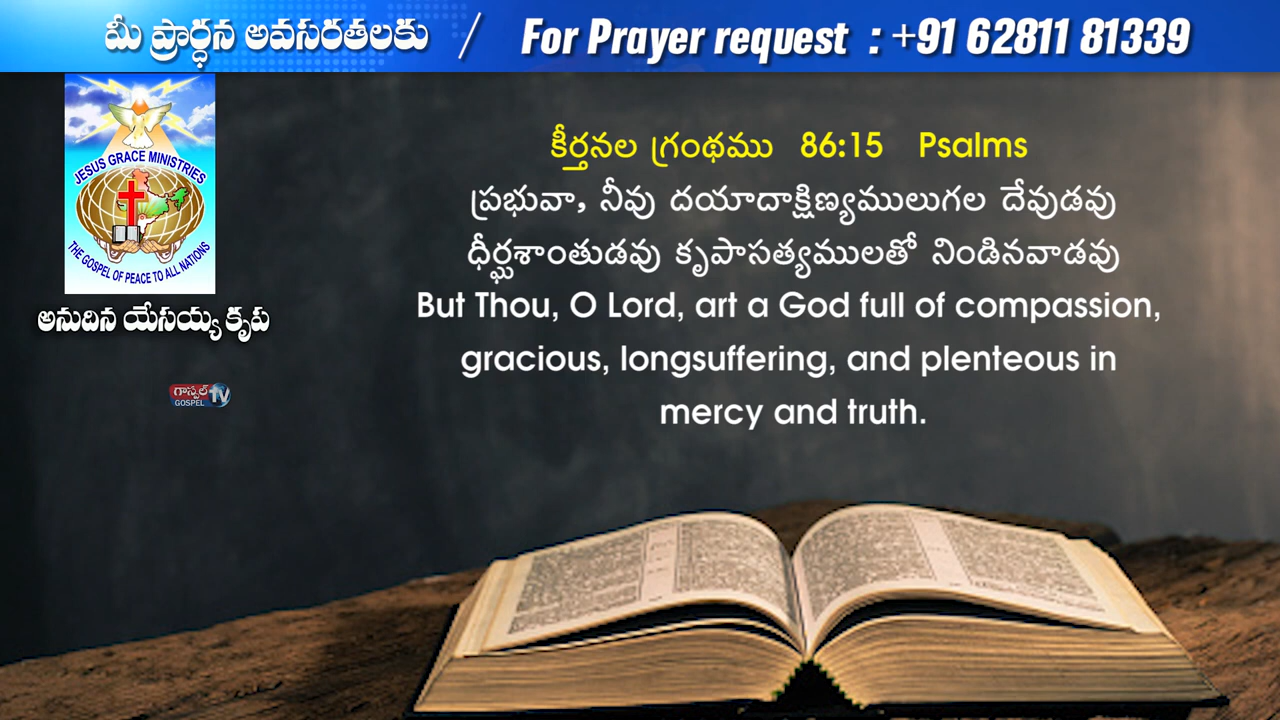 మీ ప్రార్ధన అవసరతలకు / For Prayer request : +91 62811 81339
JESUS GRACE MINISTRIES
THE GOSPEL OF PEACE TO ALL NATIONS
అనుదిన యేసయ్య కృప
గాస్పల్ tv
GOSPEL
కీర్తనల గ్రంథము 86:15 Psalms
ప్రభువా, నీవు దయాదాక్షిణ్యములుగల దేవుడవు
ధీర్ఘశాంతుడవు కృపాసత్యములతో నిండినవాడవు
But Thou, O Lord, art a God full of compassion,
gracious, longsuffering, and plenteous in
mercy and truth.